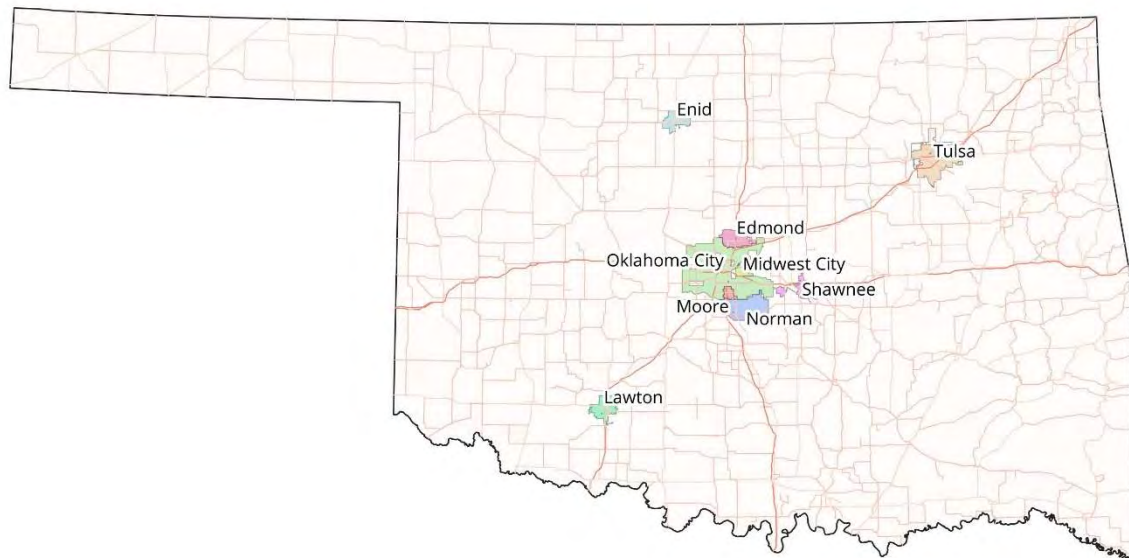 Enid
Tulsa
Edmond
Oklahoma City
Midwest City
Shawnee
Moore
Norman
Lawton